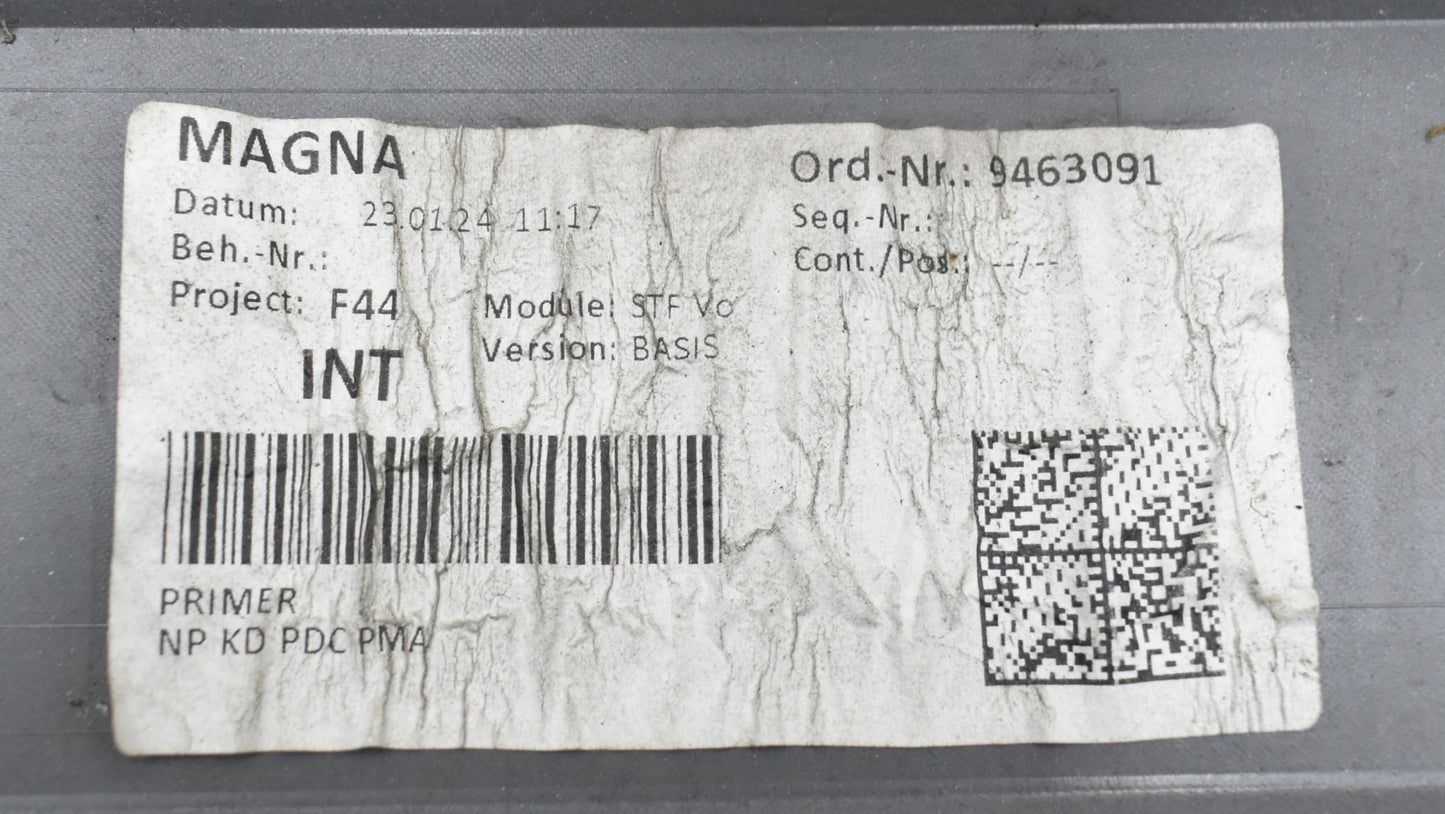 MAGNA
Datum: 23.01.24 11:17
Beh.-Nr.:
Project: F44
INT
Module: STF Vo
Version: BASIS
Ord.-Nr.: 9463091
Seq.-Nr.:
Cont./Pos.: --/--
PRIMER
NP KD PDC PMA